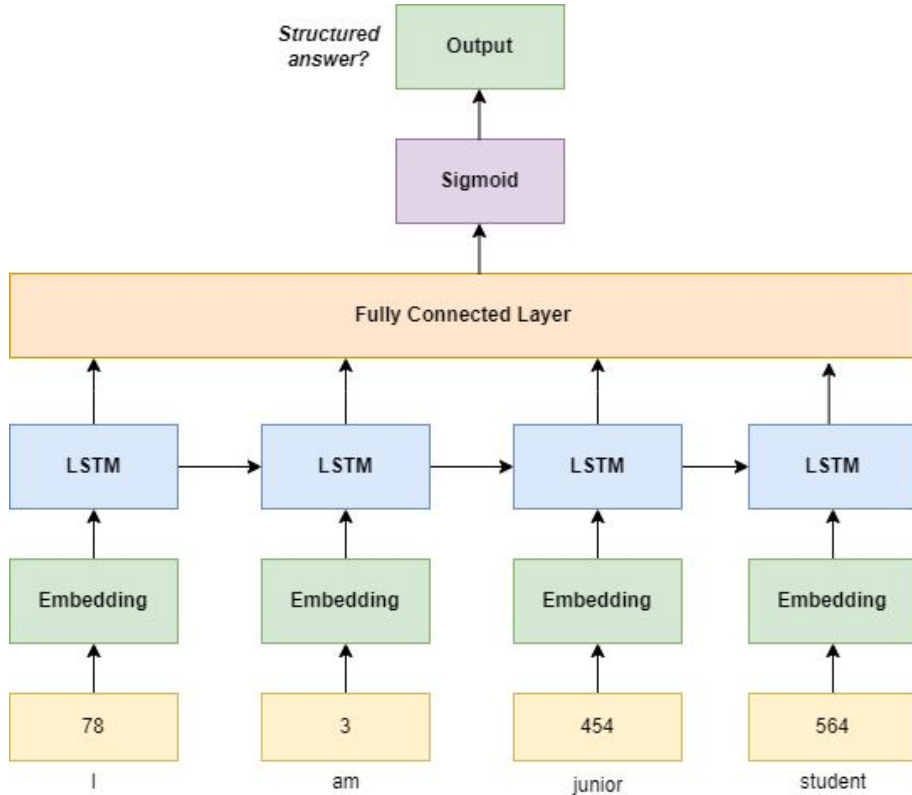 Structured
answer?
Output
Sigmoid
Fully Connected Layer
LSTM LSTM LSTM LSTM
Embedding Embedding Embedding Embedding
78 3 454 564
I am junior student